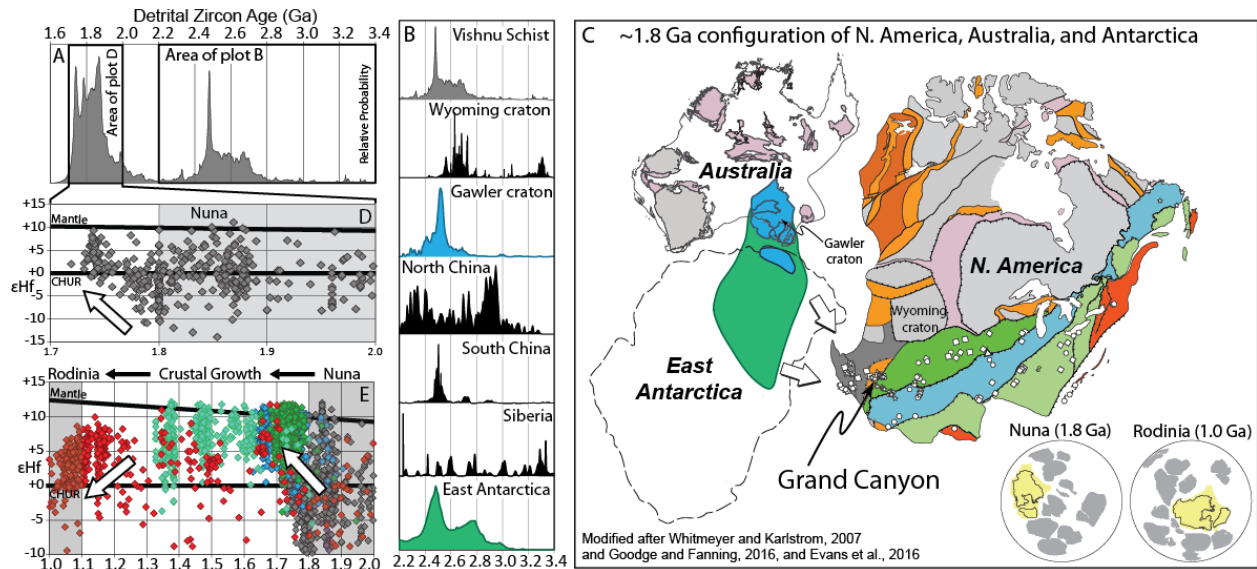 Detrital Zircon Age (Ga)
1.6 1.8 2.0 2.2 2.4 2.6 2.8 3.0 3.2 3.4
A
Area of plot D
Area of plot B
Relative Probability
D
+15
+10
+5
+0
-5
-10
-15
Mantle
Nuna
CHUR
εHf
1.7 1.8 1.9 2.0
Rodinia Crustal Growth Nuna
E
+15
+10
+5
+0
-5
-10
Mantle
εHf
CHUR
1.0 1.1 1.2 1.3 1.4 1.5 1.6 1.7 1.8 1.9 2.0
B
Vishnu Schist
Wyoming craton
Gawler craton
North China
South China
Siberia
East Antarctica
2.2 2.4 2.6 2.8 3.0 3.2 3.4
C ~1.8 Ga configuration of N. America, Australia, and Antarctica
Australia
Gawler
craton
East
Antarctica
N. America
Wyoming
craton
Grand Canyon
Nuna (1.8 Ga)
Rodinia (1.0 Ga)
Modified after Whitmeyer and Karlstrom, 2007
and Goodge and Fanning, 2016, and Evans et al., 2016